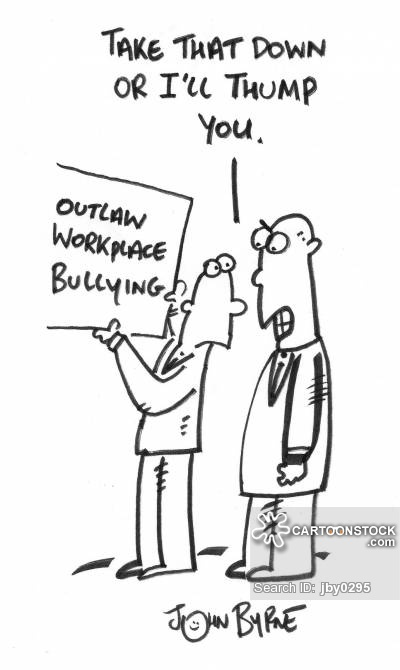 TAKE THAT DOWN
OR I'LL THUMP
YOU.
OUTLAW
WORKPLACE
BULLYING
CARTOONSTOCK
.com
Search ID: jby0295
JOHN BYRNE